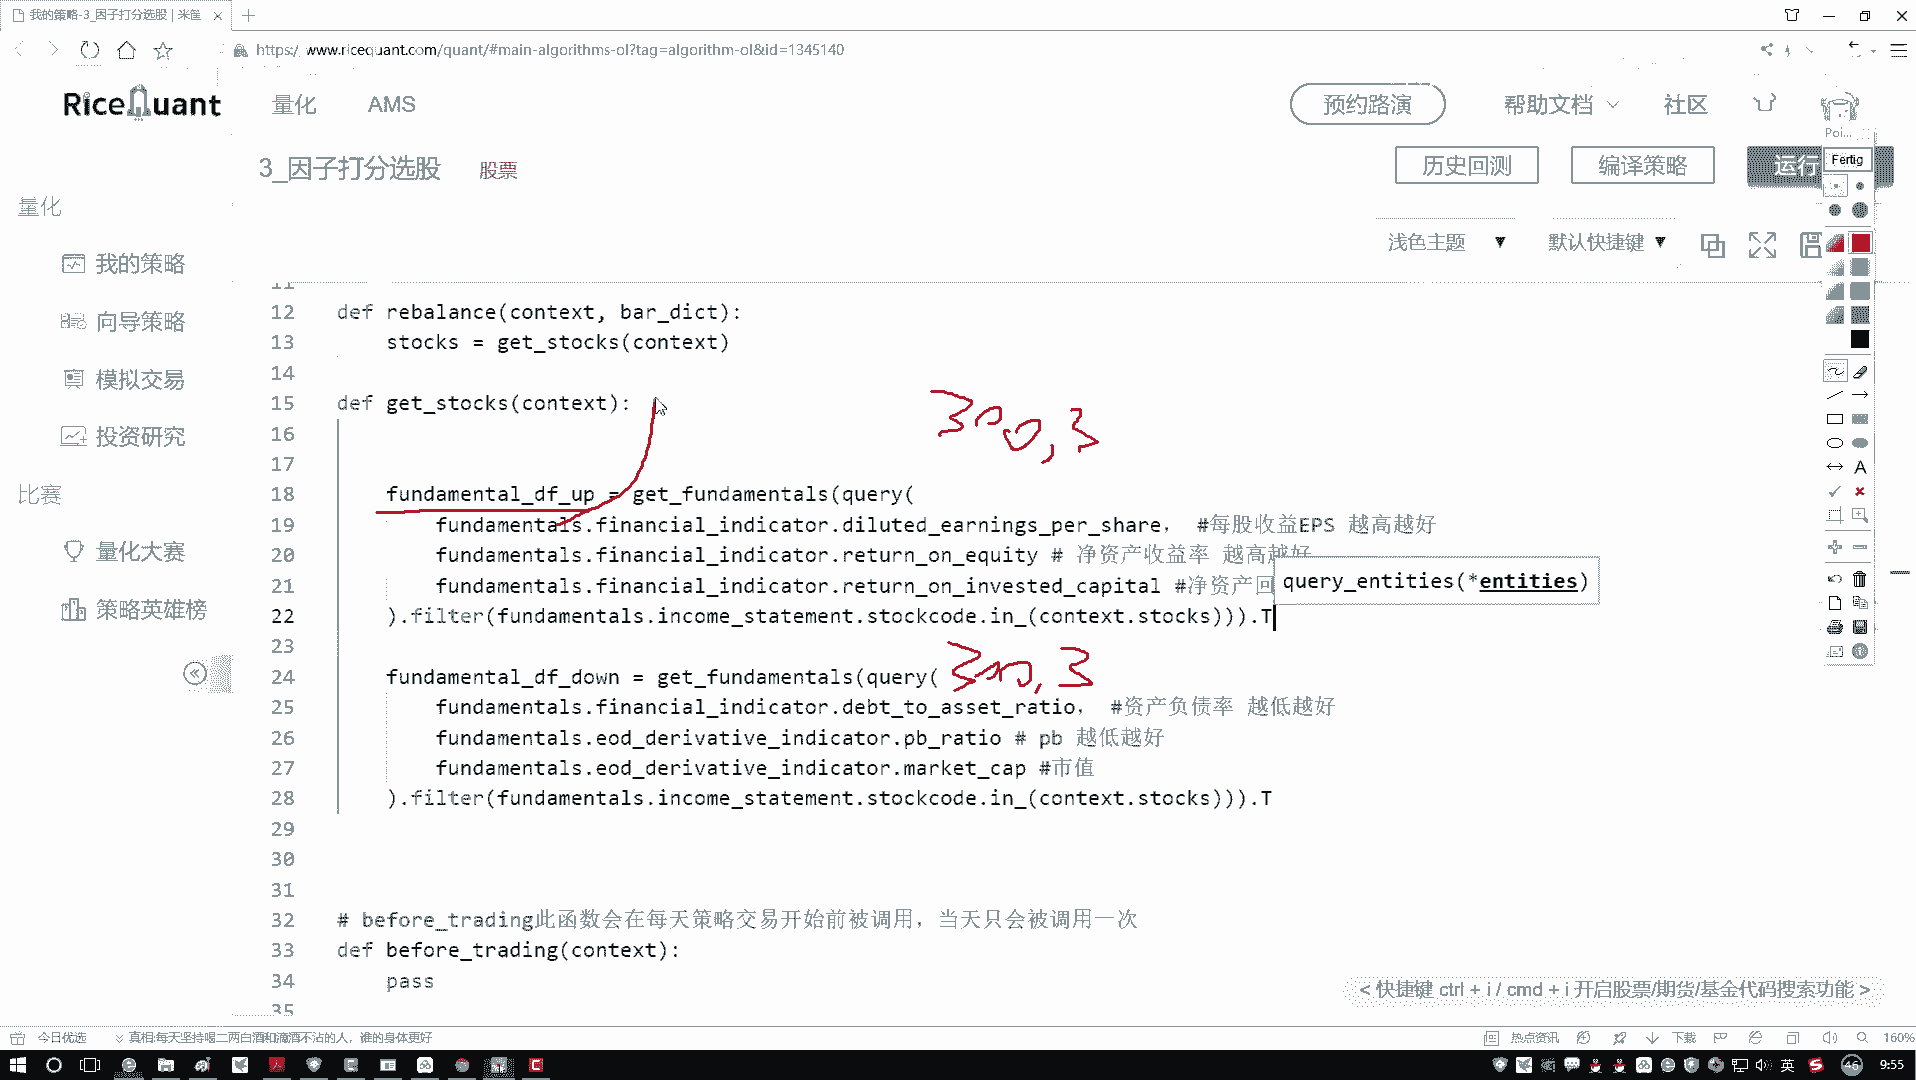 我的策略-3_因子打分选股 | 米筐
https://www.ricequant.com/quant/#main-algorithms-ol?tag=algorithm-ol&id=1345140
RiceQuant 量化 AMS 预约路演 帮助文档 社区
Poi...
3_因子打分选股 股票 历史回测 编译策略 运行 Fertig
量化
浅色主题 默认快捷键
我的策略
向导策略
模拟交易
投资研究
比赛
量化大赛
策略英雄榜
11
12 def rebalance(context, bar_dict):
13 stocks = get_stocks(context)
14
15 def get_stocks(context):
300,3
16
17
18 fundamental_df_up = get_fundamentals(query(
19 fundamentals.financial_indicator.diluted_earnings_per_share, #每股收益EPS 越高越好
20 fundamentals.financial_indicator.return_on_equity # 净资产收益率 越高越好
query_entities(*entities)
21 fundamentals.financial_indicator.return_on_invested_capital #净资产回
22 ).filter(fundamentals.income_statement.stockcode.in_(context.stocks))).T
23
24 fundamental_df_down = get_fundamentals(query( 300,3
25 fundamentals.financial_indicator.debt_to_asset_ratio, #资产负债率 越低越好
26 fundamentals.eod_derivative_indicator.pb_ratio # pb 越低越好
27 fundamentals.eod_derivative_indicator.market_cap #市值
28 ).filter(fundamentals.income_statement.stockcode.in_(context.stocks))).T
29
30
31
32 # before_trading此函数会在每天策略交易开始前被调用，当天只会被调用一次
33 def before_trading(context):
34 pass
35
< 快捷键 ctrl + i / cmd + i 开启股票/期货/基金代码搜索功能 >
今日优选 真相:每天坚持喝二两白酒和滴酒不沾的人，谁的身体更好 热点资讯 下载 160%
英 46 9:55